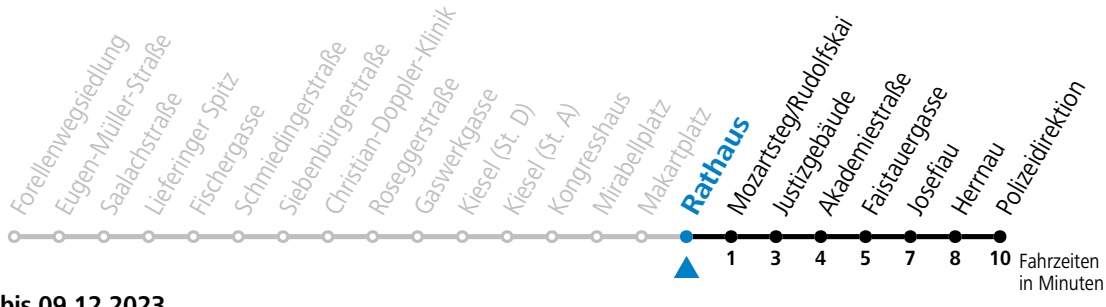 Forellenwegsiedlung
Eugen-Müller-Straße
Saalachstraße
Lieferinger Spitz
Fischergasse
Schmiedingerstraße
Siebenbürgerstraße
Christian-Doppler-Klinik
Roseggerstraße
Gaswerkgasse
Kiesel (St. D)
Kiesel (St. A)
Kongresshaus
Mirabellplatz
Makartplatz
Rathaus
Mozartsteg/Rudolfskai
Justizgebäude
Akademiestraße
Faistauergasse
Josefiau
Herrnau
Polizeidirektion
1 3 4 5 7 8 10 Fahrzeiten
in Minuten
bis 09.12.2023